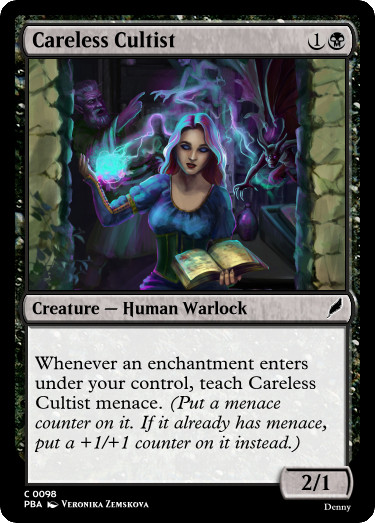 Careless Cultist 1
Creature — Human Warlock
Whenever an enchantment enters
under your control, teach Careless
Cultist menace. (Put a menace
counter on it. If it already has menace,
put a +1/+1 counter on it instead.)
2/1
C 0098
PBA VERONIKA ZEMSKOVA
Denny